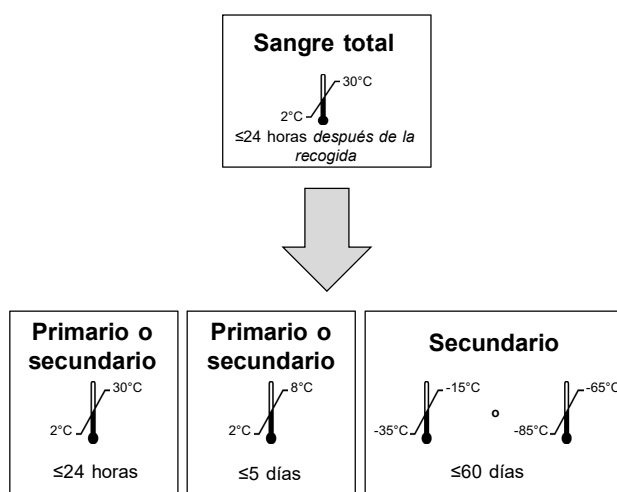 Sangre total
30°C
2°C
≤24 horas después de la
recogida
Primario o
secundario
30°C
2°C
≤24 horas
Primario o
secundario
8°C
2°C
≤5 días
Secundario
-15°C
-35°C
o
-65°C
-85°C
≤60 días